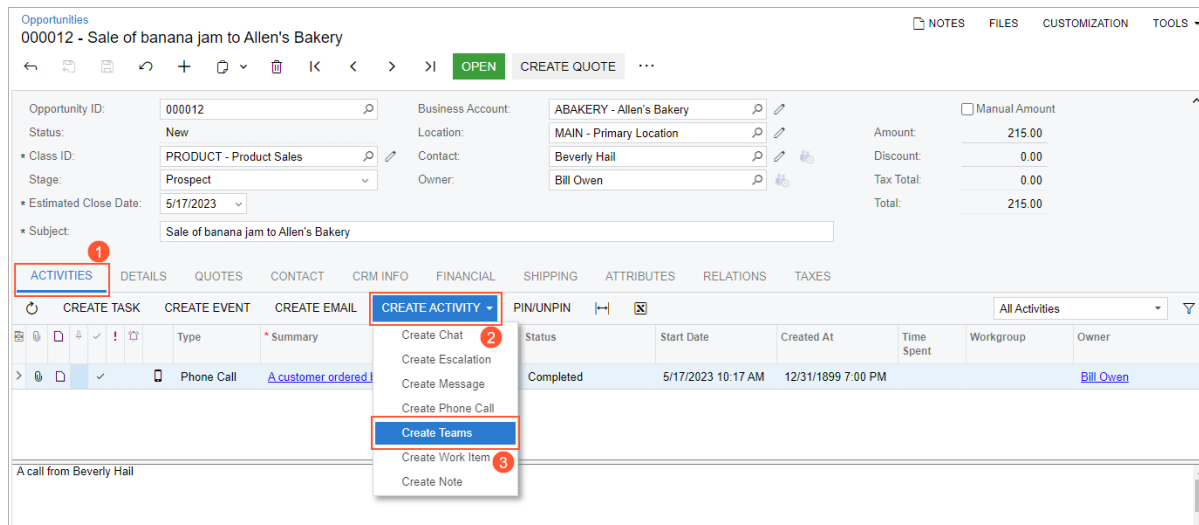 Opportunities
NOTES FILES CUSTOMIZATION TOOLS
000012 - Sale of banana jam to Allen's Bakery
OPEN CREATE QUOTE ...
Opportunity ID: 000012 Business Account: ABAKERY - Allen's Bakery Manual Amount
Status: New Location: MAIN - Primary Location Amount: 215.00
* Class ID: PRODUCT - Product Sales Contact: Beverly Hail Discount: 0.00
Stage: Prospect Owner: Bill Owen Tax Total: 0.00
* Estimated Close Date: 5/17/2023 Total: 215.00
* Subject: Sale of banana jam to Allen's Bakery
1
ACTIVITIES DETAILS QUOTES CONTACT CRM INFO FINANCIAL SHIPPING ATTRIBUTES RELATIONS TAXES
CREATE TASK CREATE EVENT CREATE EMAIL CREATE ACTIVITY PIN/UNPIN All Activities
Type * Summary Status Start Date Created At Time Spent Workgroup Owner
Phone Call A customer ordered Completed 5/17/2023 10:17 AM 12/31/1899 7:00 PM Bill Owen
Create Chat
2
Create Escalation
Create Message
Create Phone Call
Create Teams
Create Work Item
3
Create Note
A call from Beverly Hail